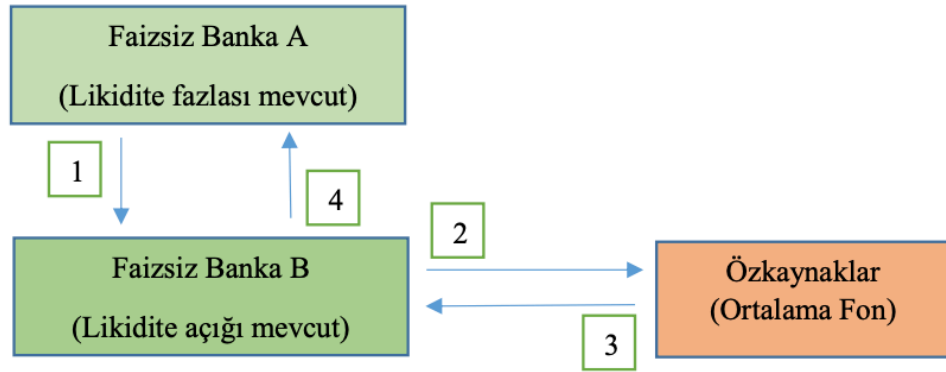 Faizsiz Banka A
(Likidite fazlası mevcut)
1
4
Faizsiz Banka B
(Likidite açığı mevcut)
2
3
Özkaynaklar
(Ortalama Fon)